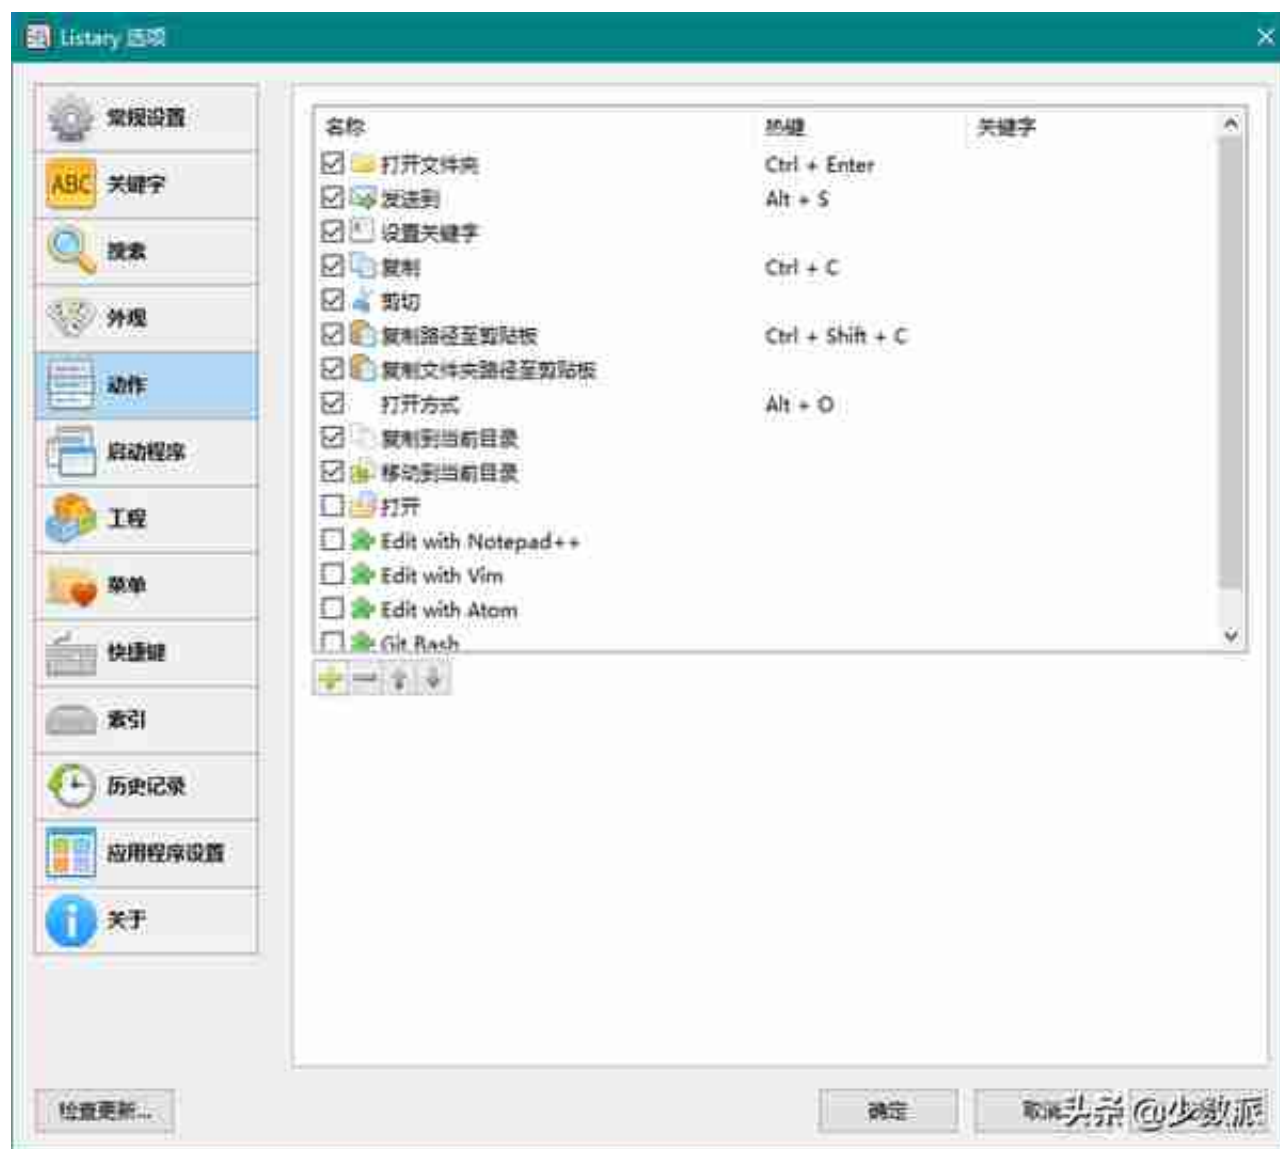 Listary 选项
常规设置
关键字
搜索
外观
动作
启动程序
工程
菜单
快捷键
索引
历史记录
应用程序设置
关于
名称 热键 关键字
打开文件夹 Ctrl + Enter
发送到 Alt + S
设置关键字
复制 Ctrl + C
剪切
复制路径至剪贴板 Ctrl + Shift + C
复制文件夹路径至剪贴板
打开方式 Alt + O
复制到当前目录
移动到当前目录
打开
Edit with Notepad++
Edit with Vim
Edit with Atom
Git Bash
检查更新...
确定
取消
头条 @少数派